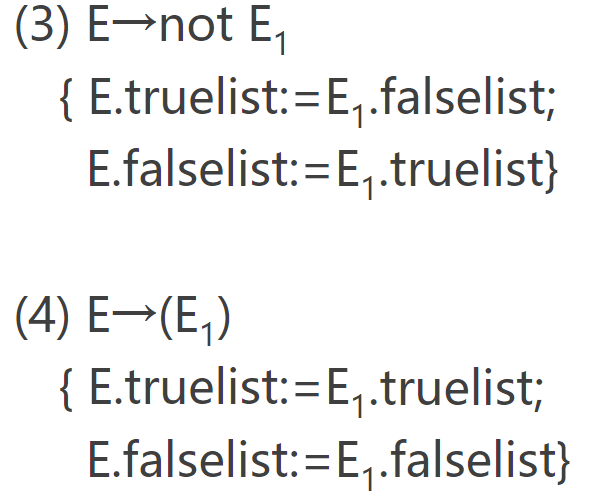 (3) E→not E₁
{ E.truelist:=E₁.falselist;
E.falselist:=E₁.truelist}
(4) E→(E₁)
{ E.truelist:=E₁.truelist;
E.falselist:=E₁.falselist}